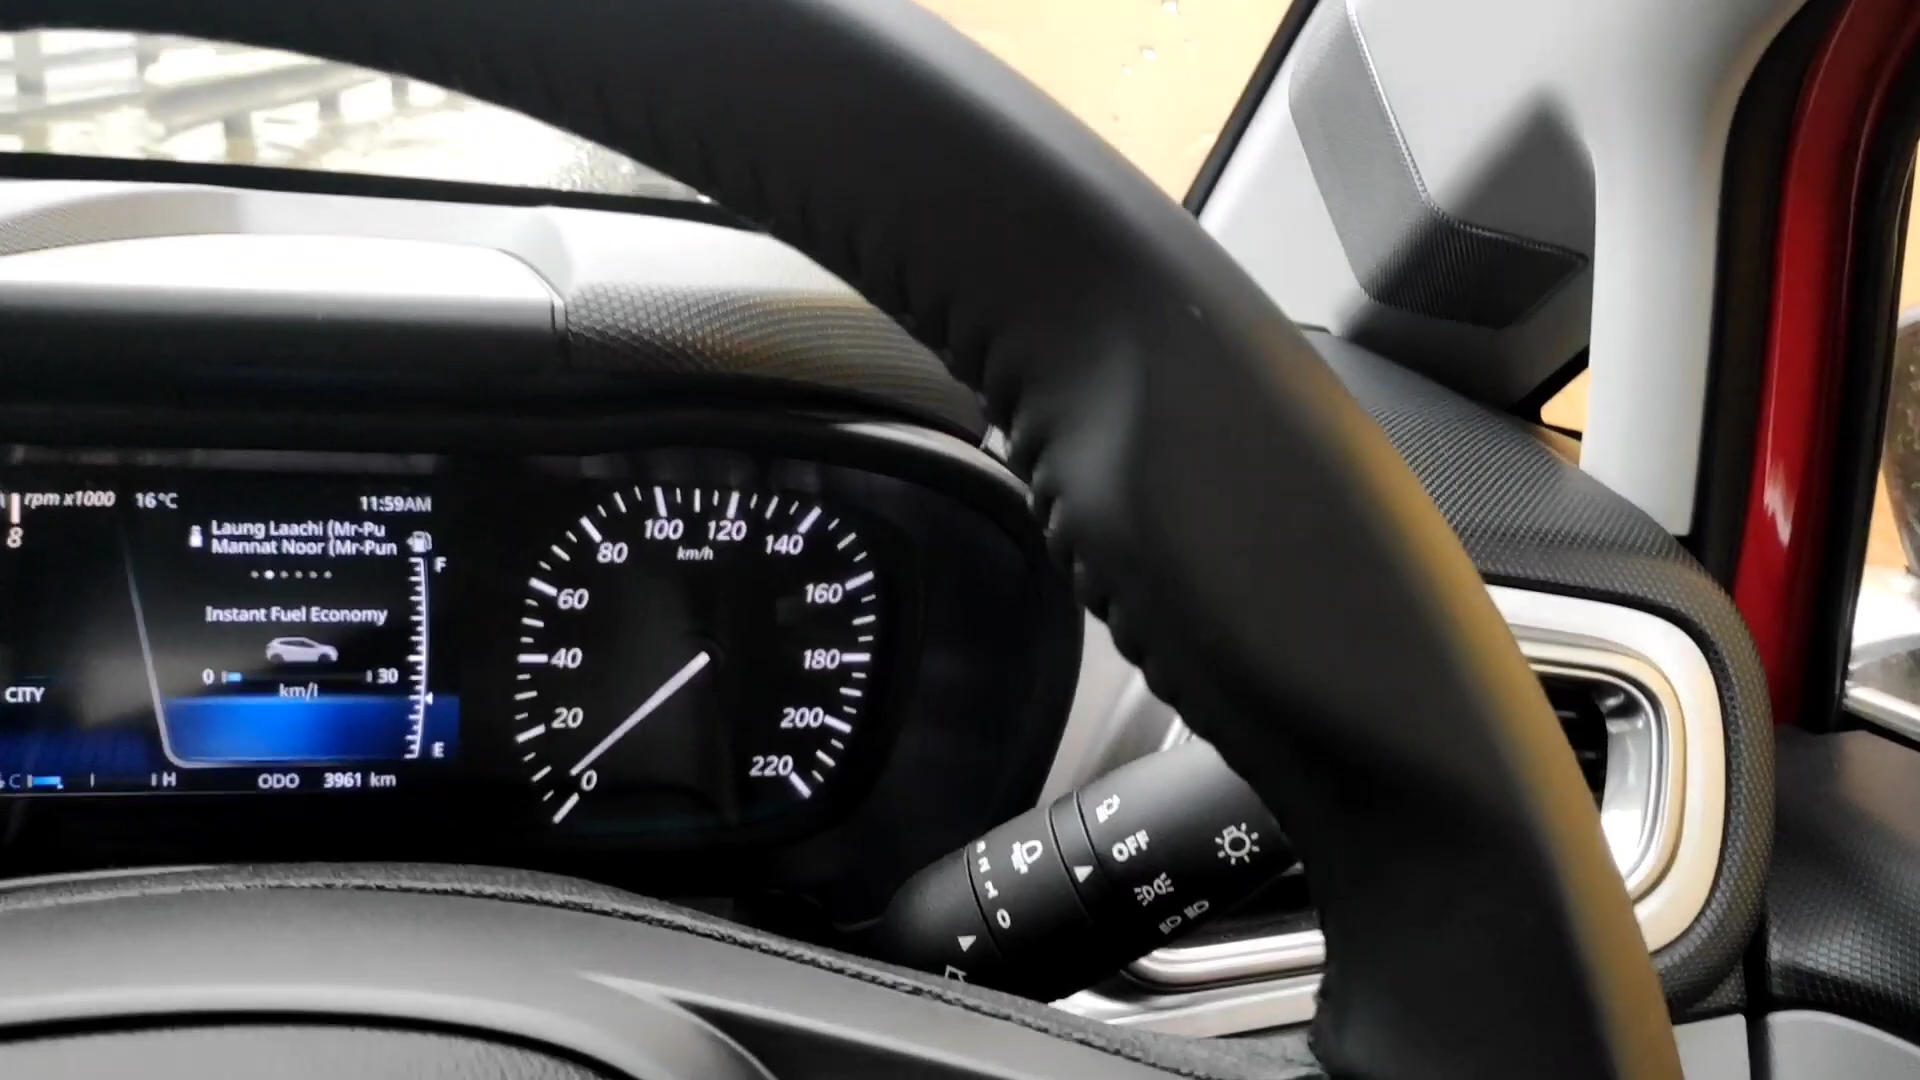 rpm x1000 16°C 11:59AM
8
Laung Laachi (Mr-Pu
Mannat Noor (Mr-Pun
F
Instant Fuel Economy
0 30
km/l
CITY
E
C H ODO 3961 km
0
20
40
60
80
100
120
140
160
180
200
220
km/h
OFF
2
1
0